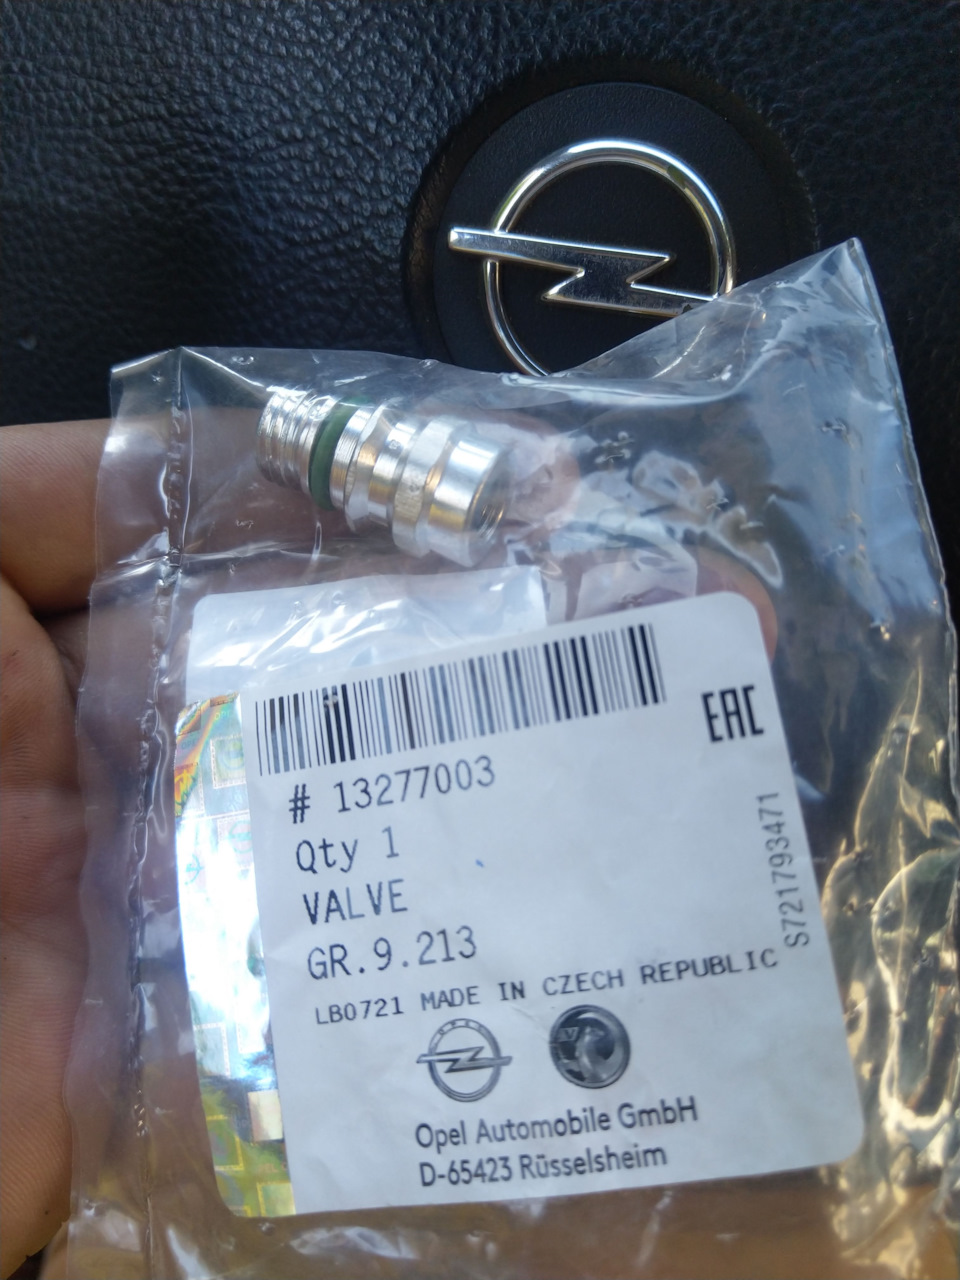 EAC
# 13277003
Qty 1
VALVE
GR.9.213
S721793471
LB0721 MADE IN CZECH REPUBLIC
OPEL
Opel Automobile GmbH
D-65423 Rüsselsheim